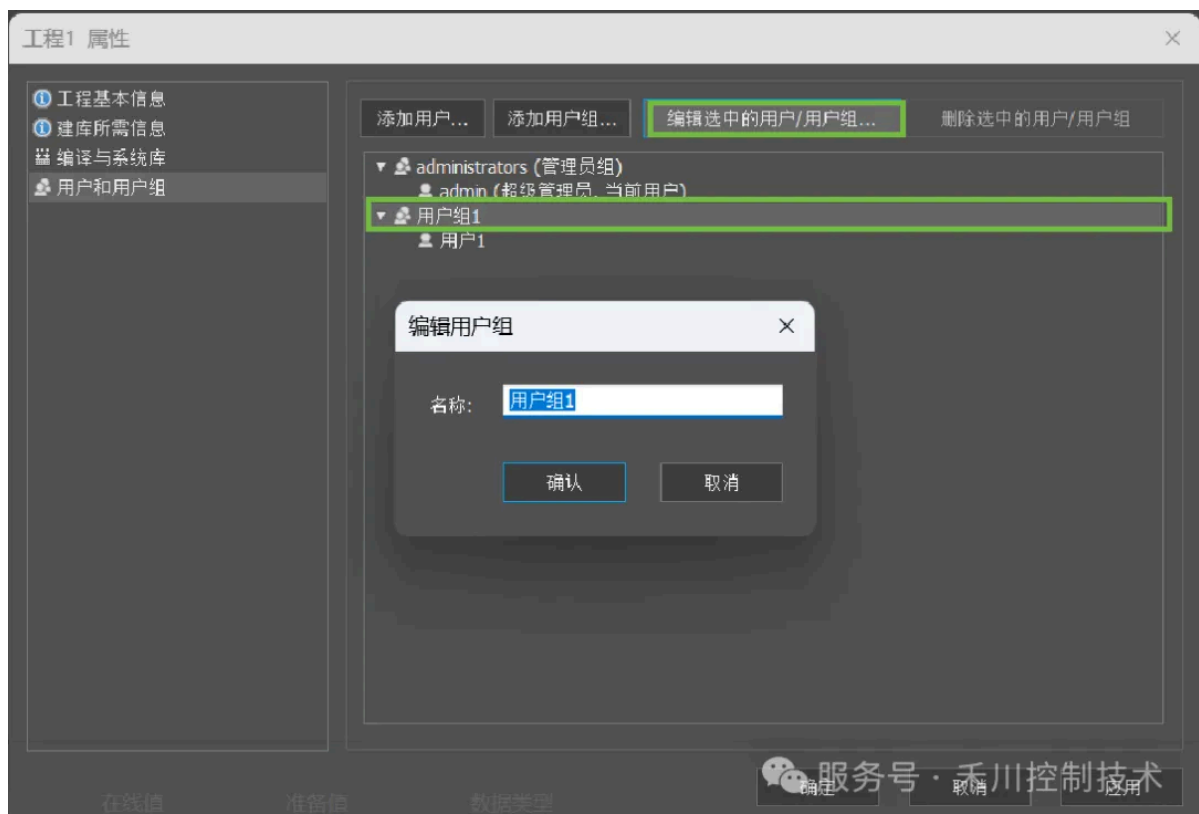 工程1 属性
工程基本信息
建库所需信息
编译与系统库
用户和用户组
添加用户... 添加用户组... 编辑选中的用户/用户组... 删除选中的用户/用户组
administrators (管理员组)
admin (超级管理员, 当前用户)
用户组1
用户1
编辑用户组
名称: 用户组1
确认 取消
服务号 · 禾川控制技术
确定 取消 应用
在线值 准备值 数据类型